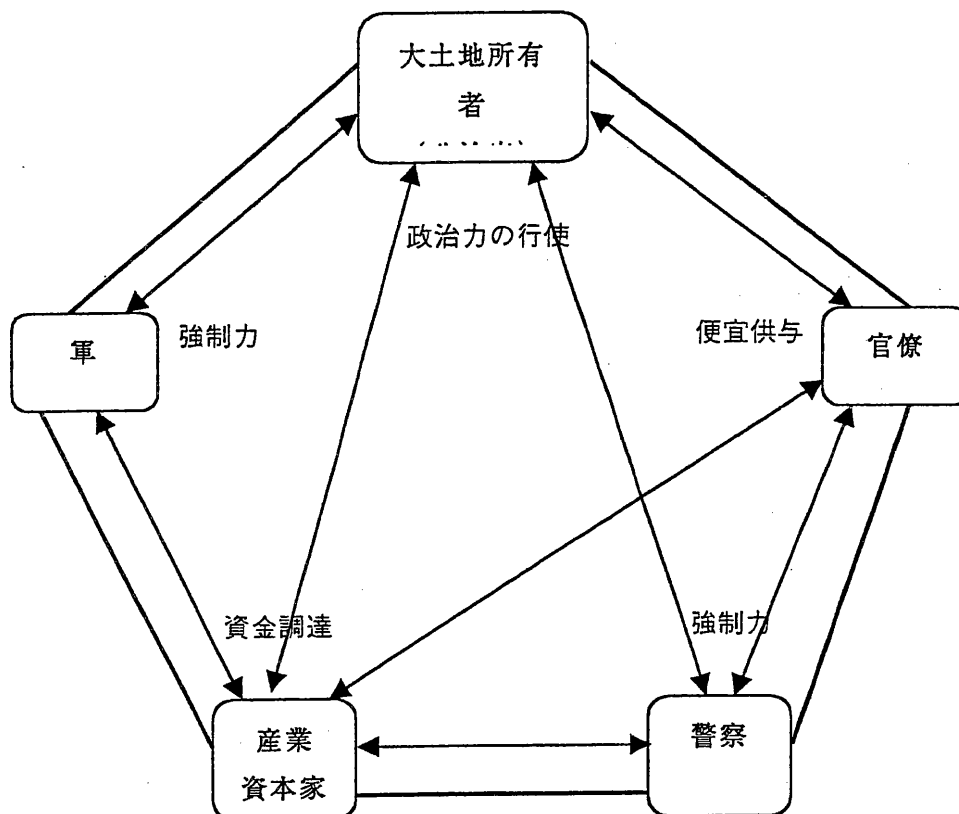 大土地所有
者
政治力の行使
軍
強制力
便宜供与
官僚
資金調達
強制力
産業
資本家
警察